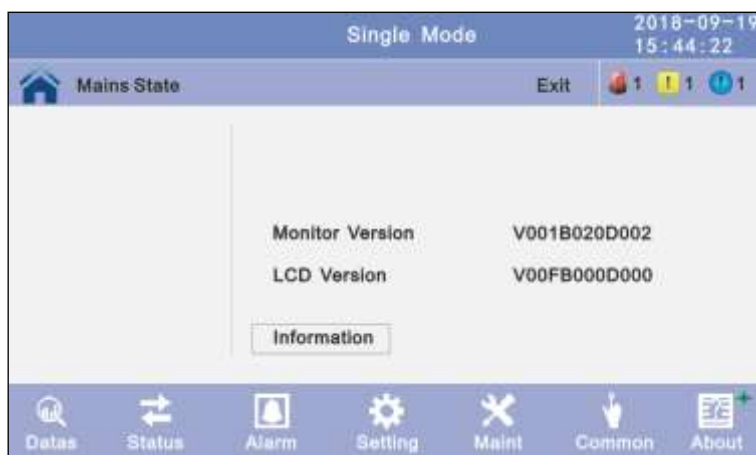 Single Mode
2018-09-19
15:44:22
Mains State Exit 1 ! 1 ! 1
Monitor Version V001B020D002
LCD Version V00FB000D000
Information
Datas Status Alarm Setting Maint Common About